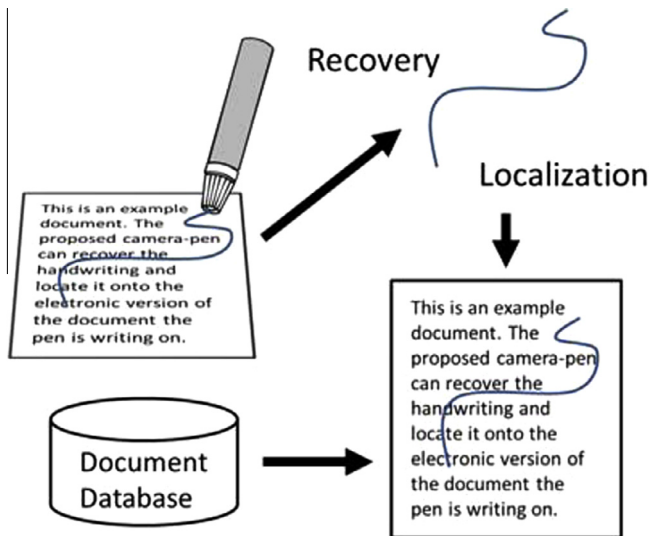 Recovery
Localization
This is an example
document. The
proposed camera-pen
can recover the
handwriting and
locate it onto the
electronic version of
the document the
pen is writing on.
This is an example
document. The
proposed camera-pen
can recover the
handwriting and
locate it onto the
electronic version of
the document the
pen is writing on.
Document
Database